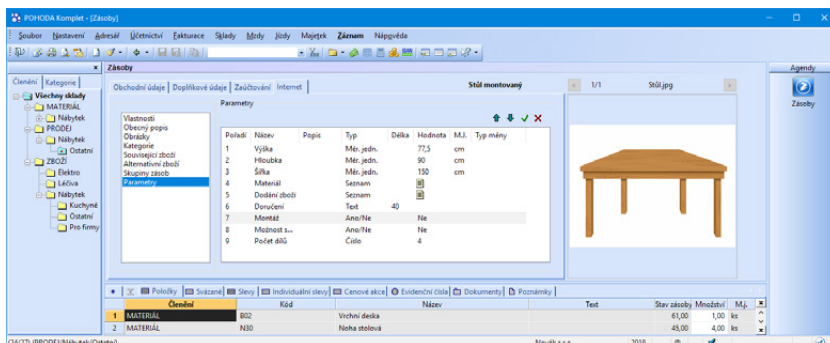 POHODA Komplet - [Zásoby]
Soubor Nastavení Adresář Účetnictví Fakturace Sklady Mzdy Jízdy Majetek Záznam Nápověda
Zásoby
Agendy
Členění Kategorie
Všechny sklady
MATERIÁL
Nábytek
PRODEJ
Nábytek
Ostatní
ZBOŽÍ
Elektro
Léčiva
Nábytek
Kuchyně
Ostatní
Pro firmy
Obchodní údaje Doplňkové údaje Zaúčtování Internet Stůl montovaný
1/1 Stůl.jpg
Zásoby
Vlastnosti
Obecný popis
Obrázky
Kategorie
Související zboží
Alternativní zboží
Skupiny zásob
Parametry
Parametry
Pořadí Název Popis Typ Délka Hodnota M.J. Typ mény
1 Výška Měr. jedn. 77,5 cm
2 Hloubka Měr. jedn. 90 cm
3 Šířka Měr. jedn. 150 cm
4 Materiál Seznam
5 Dodání zboží Seznam
6 Doručení Text 40
7 Montáž Ano/Ne Ne
8 Možnost s... Ano/Ne Ne
9 Počet dílů Číslo 4
Položky Svázané Slevy Individuální slevy Cenové akce Evidenční čísla Dokumenty Poznámky
Členění Kód Název Text Stav zásoby Množství M.j.
1 MATERIÁL B02 Vrchní deska 61,00 1,00 ks
2 MATERIÁL N30 Noha stolová 45,00 4,00 ks